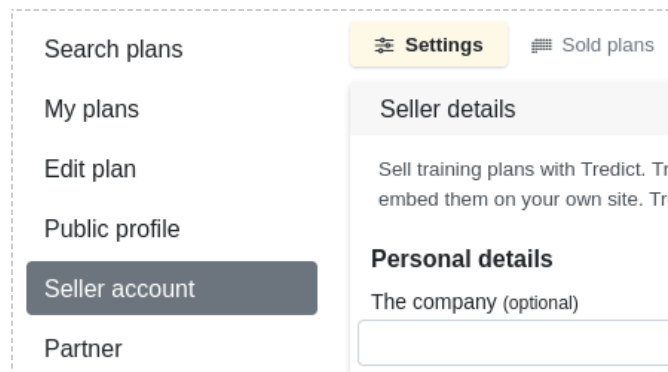 Search plans
My plans
Edit plan
Public profile
Seller account
Partner
Settings
Sold plans
Seller details
Sell training plans with Tredict.
embed them on your own site.
Personal details
The company (optional)